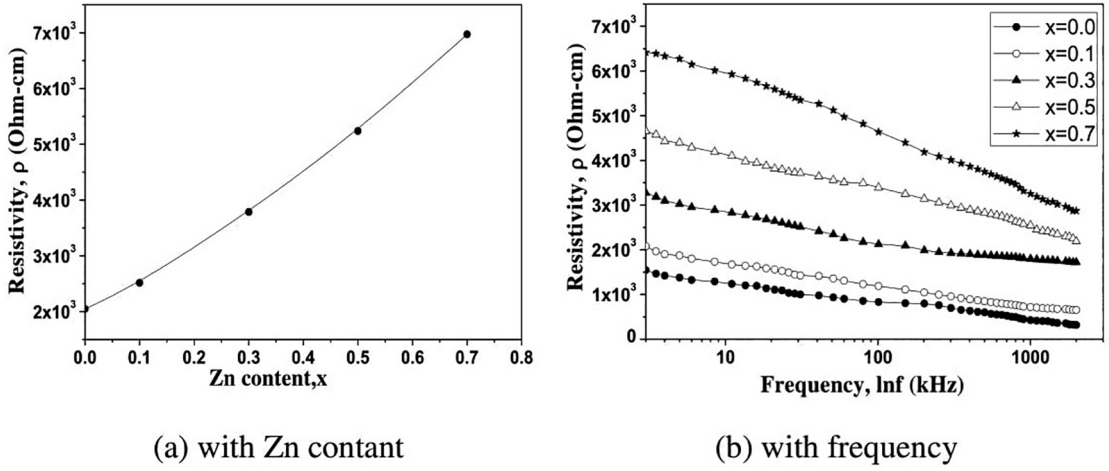 7x10³
6x10³
5x10³
4x10³
3x10³
2x10³
Resistivity, ρ (Ohm-cm)
0.0 0.1 0.2 0.3 0.4 0.5 0.6 0.7 0.8
Zn content,x
(a) with Zn contant
7x10³
6x10³
5x10³
4x10³
3x10³
2x10³
1x10³
0
Resistivity, ρ (Ohm-cm)
x=0.0
x=0.1
x=0.3
x=0.5
x=0.7
10 100 1000
Frequency, lnf (kHz)
(b) with frequency